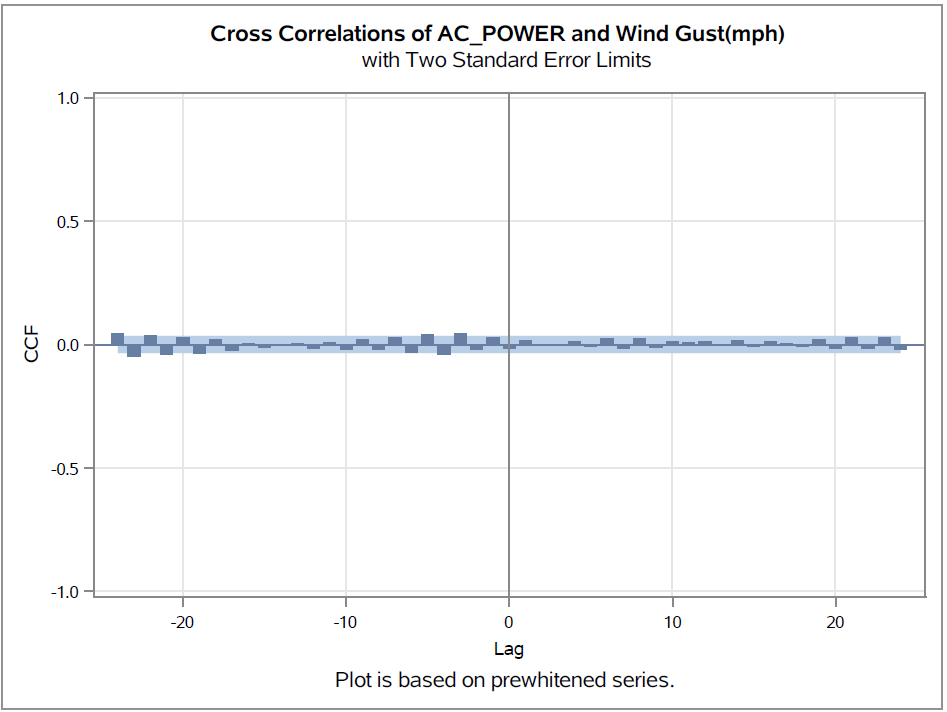 Cross Correlations of AC_POWER and Wind Gust(mph)
with Two Standard Error Limits
1.0
0.5
0.0
-0.5
-1.0
CCF
-20
-10
0
10
20
Lag
Plot is based on prewhitened series.